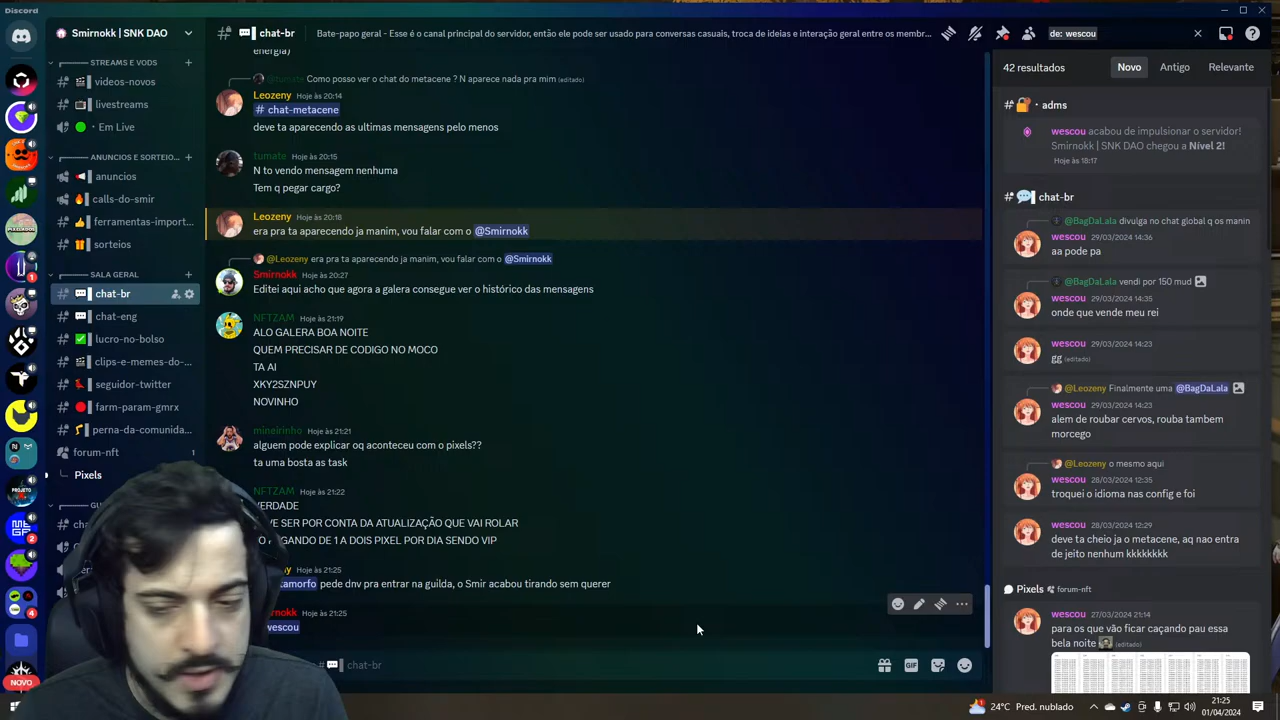 Discord
Smirnokk | SNK DAO
chat-br
Bate-papo geral - Esse é o canal principal do servidor, então ele pode ser usado para conversas casuais, troca de ideias e interação geral entre os membr...
de: wescou
STREAMS E VODS
videos-novos
livestreams
Em Live
ANUNCIOS E SORTEIO...
anuncios
calls-do-smir
ferramentas-import...
sorteios
SALA GERAL
chat-br
chat-eng
lucro-no-bolso
clips-e-memes-do-...
seguidor-twitter
farm-param-gmrx
perna-da-comunida...
forum-nft
1
Pixels
1
2
4
NOVO
energia)
@tumate Como posso ver o chat do metacene ? N aparece nada pra mim (editado)
Leozeny Hoje às 20:14
# chat-metacene
deve ta aparecendo as ultimas mensagens pelo menos
tumate Hoje às 20:15
N to vendo mensagem nenhuma
Tem q pegar cargo?
Leozeny Hoje às 20:18
era pra ta aparecendo ja manim, vou falar com o @Smirnokk
@Leozeny era pra ta aparecendo ja manim, vou falar com o @Smirnokk
Smirnokk Hoje às 20:27
Editei aqui acho que agora a galera consegue ver o histórico das mensagens
NFTZAM Hoje às 21:19
ALO GALERA BOA NOITE
QUEM PRECISAR DE CODIGO NO MOCO
TA AI
XKY2SZNPUY
NOVINHO
mineirinho Hoje às 21:21
alguem pode explicar oq aconteceu com o pixels??
ta uma bosta as task
NFTZAM Hoje às 21:22
VERDADE
SER POR CONTA DA ATUALIZAÇÃO QUE VAI ROLAR
DE 1 A DOIS PIXEL POR DIA SENDO VIP
Hoje às 21:25
pede dnv pra entrar na guilda, o Smir acabou tirando sem querer
Hoje às 21:25
wescou
chat-br
GIF
42 resultados
Novo
Antigo
Relevante
adms
wescou acabou de impulsionar o servidor!
Smirnokk | SNK DAO chegou a Nível 2!
Hoje às 18:17
chat-br
@BagDaLala divulga no chat global q os manin
wescou 29/03/2024 14:36
aa pode pa
@BagDaLala vendi por 150 mud
wescou 29/03/2024 14:35
onde que vende meu rei
wescou 29/03/2024 14:23
gg (editado)
@Leozeny Finalmente uma @BagDaLala
wescou 29/03/2024 14:23
alem de roubar cervos, rouba tambem
morcego
@Leozeny o mesmo aqui
wescou 28/03/2024 12:35
troquei o idioma nas config e foi
wescou 28/03/2024 12:29
deve ta cheio ja o metacene, aq nao entra
de jeito nenhum kkkkkkkk
Pixels forum-nft
wescou 27/03/2024 21:14
para os que vão ficar caçando pau essa
bela noite (editado)
24°C Pred. nublado
21:25
01/04/2024